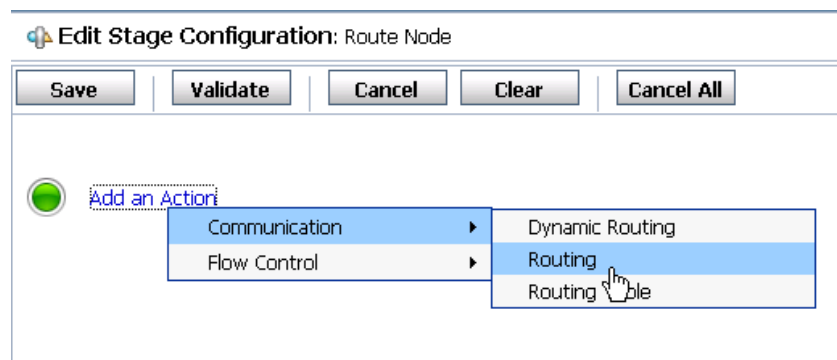 Edit Stage Configuration: Route Node
Save Validate Cancel Clear Cancel All
Add an Action
Communication Dynamic Routing
Routing
Flow Control
Routing